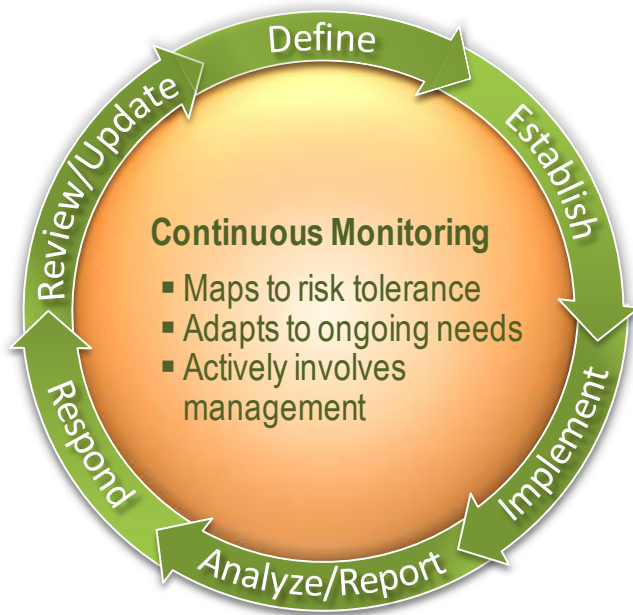 Define
Establish
Implement
Analyze/Report
Respond
Review/Update
Continuous Monitoring
▪ Maps to risk tolerance
▪ Adapts to ongoing needs
▪ Actively involves
management